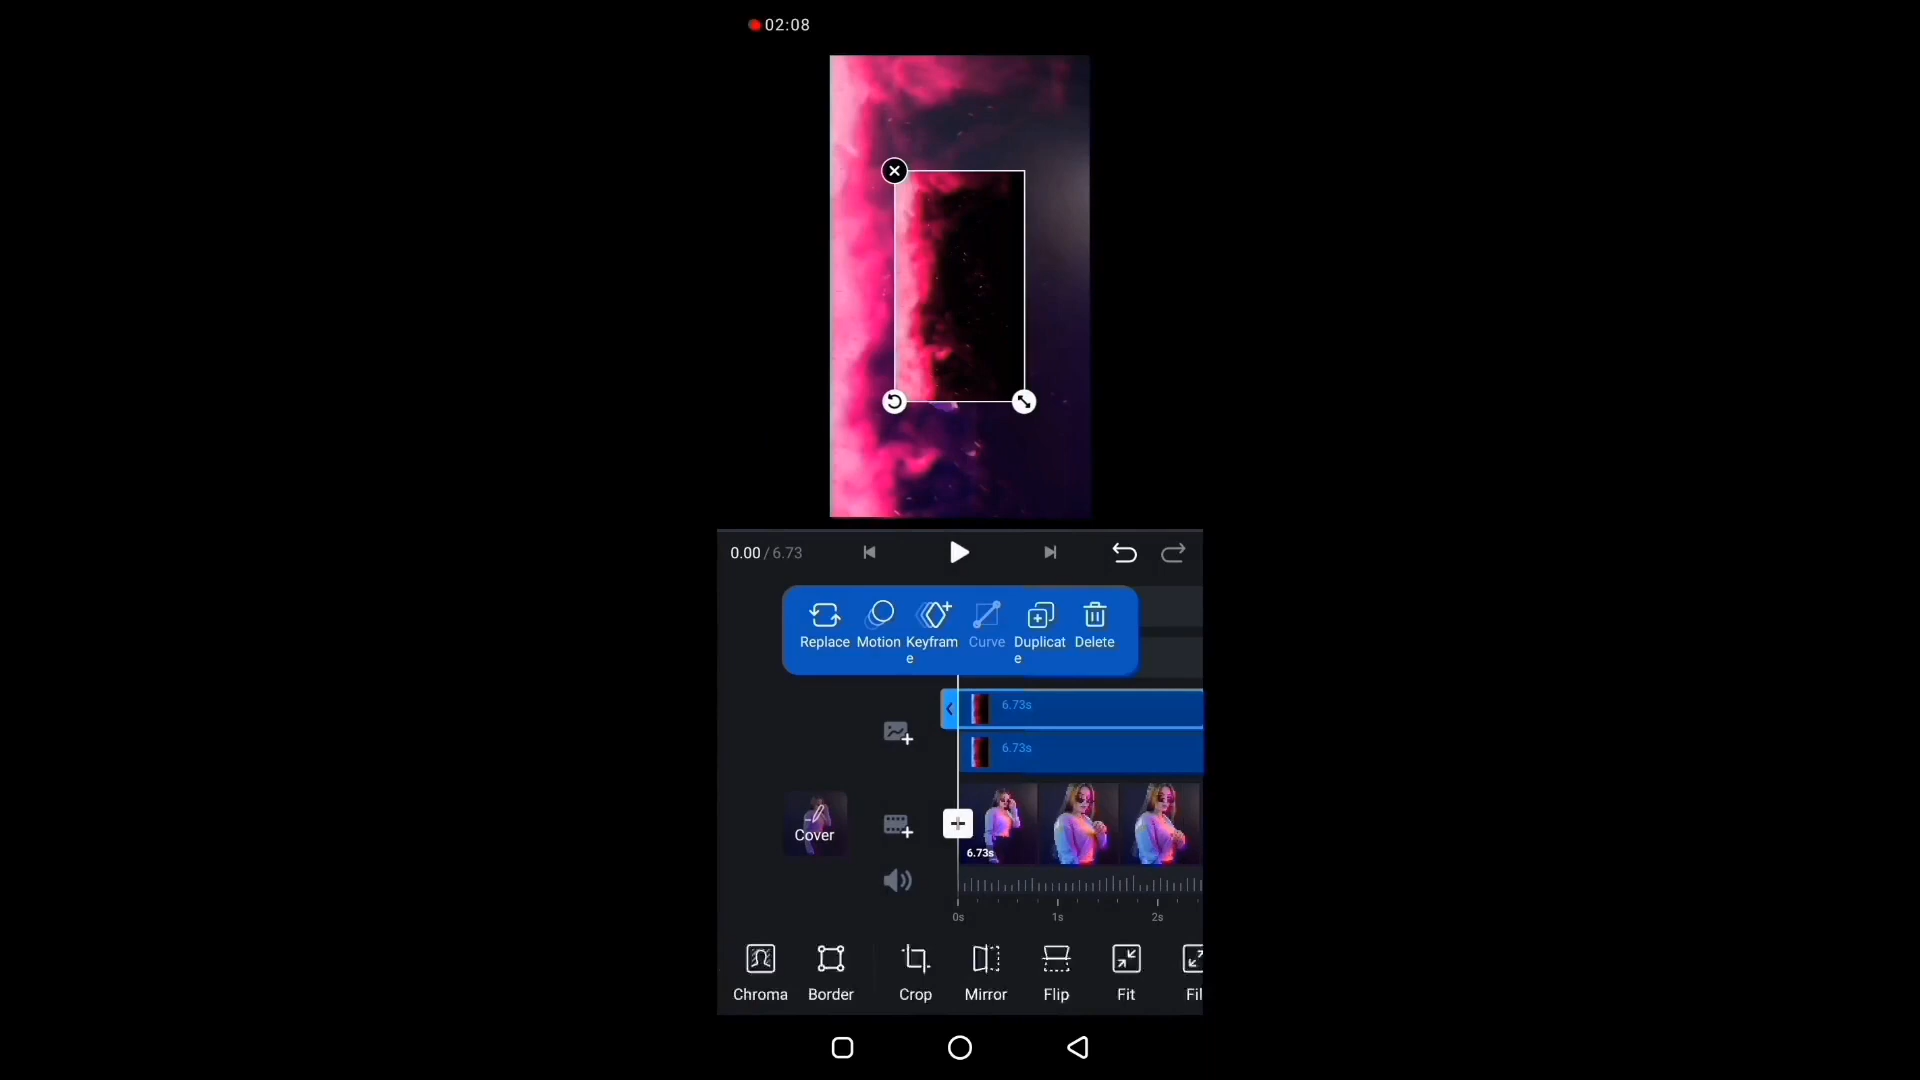 02:08
0.00 / 6.73
Replace Motion Keyfram Curve Duplicat Delete
e e
6.73s
6.73s
Cover
6.73s
0s 1s 2s
Chroma Border Crop Mirror Flip Fit Fil